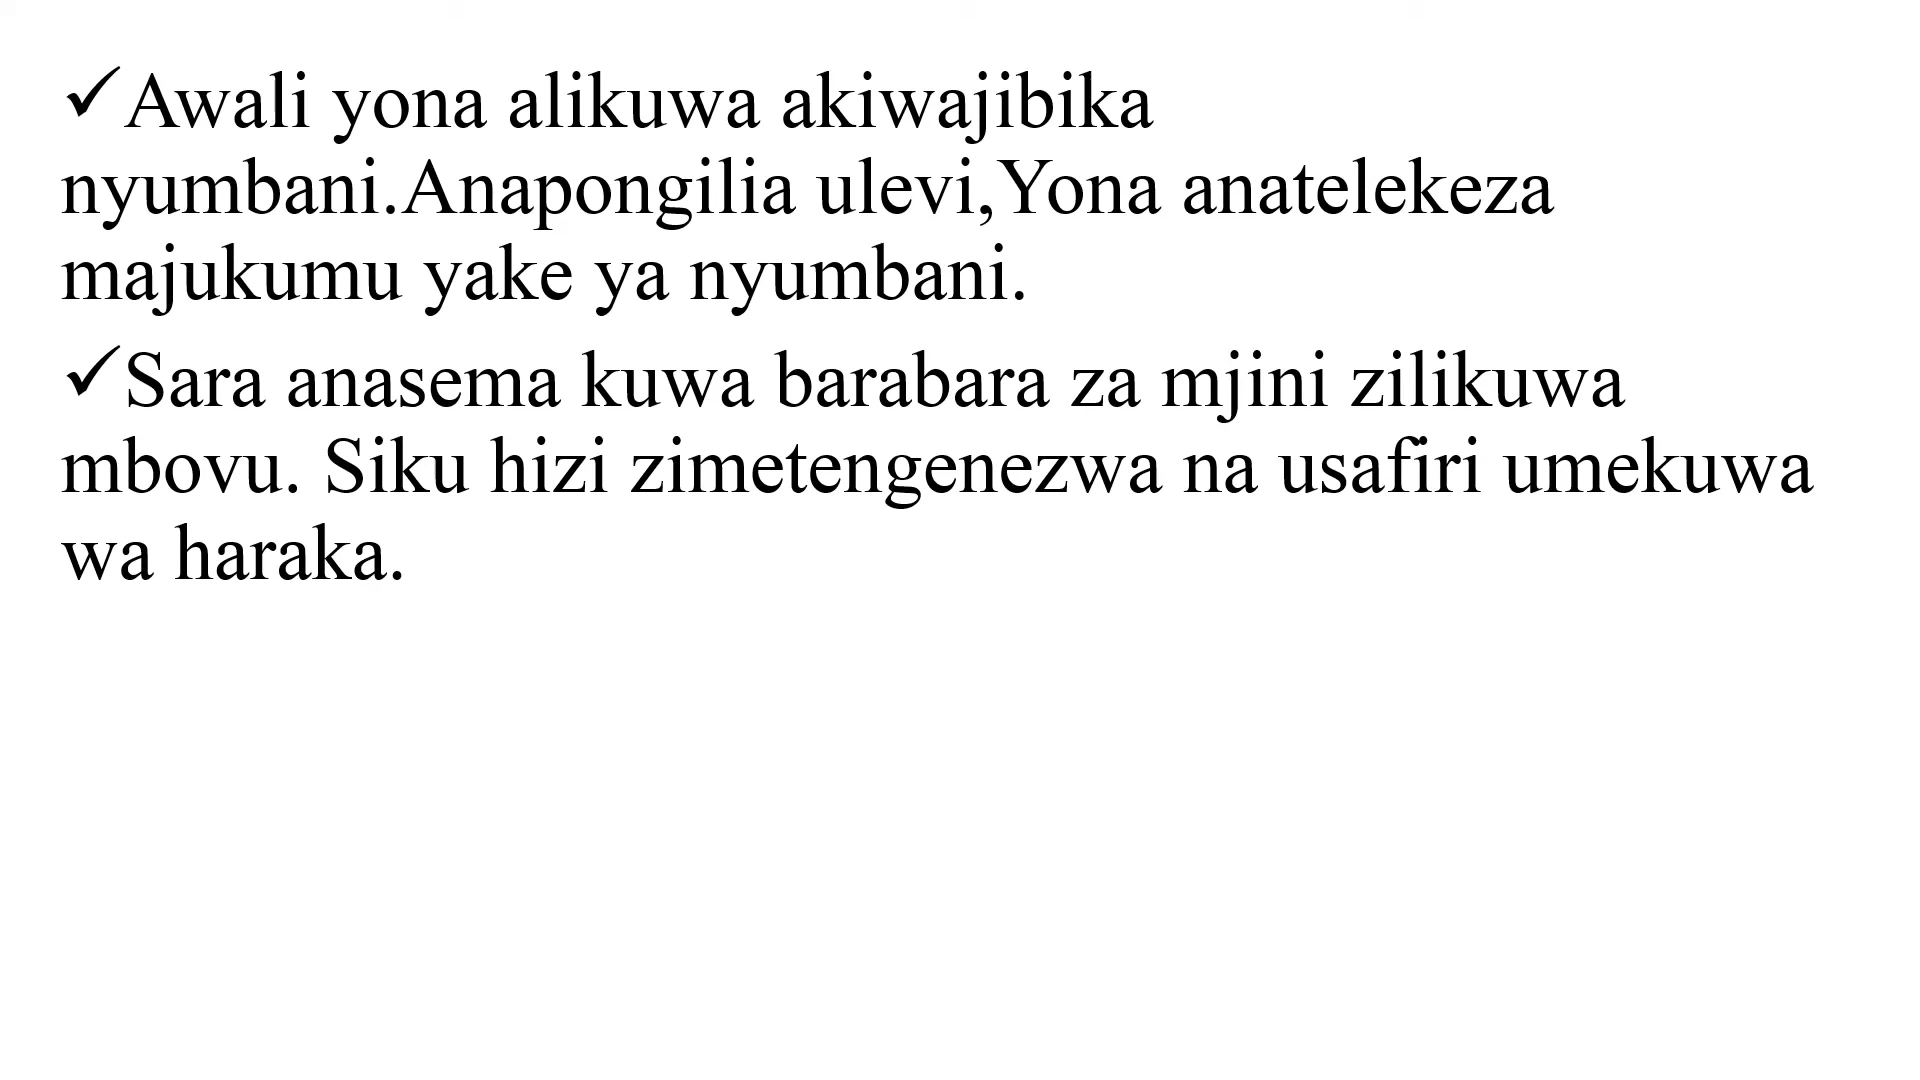 ✓Awali yona alikuwa akiwajibika
nyumbani.Anapongilia ulevi,Yona anatelekeza
majukumu yake ya nyumbani.
✓Sara anasema kuwa barabara za mjini zilikuwa
mbovu. Siku hizi zimetengenezwa na usafiri umekuwa
wa haraka.